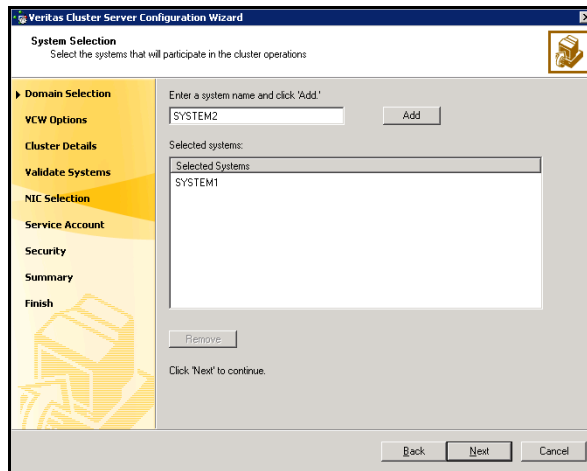 Veritas Cluster Server Configuration Wizard
System Selection
Select the systems that will participate in the cluster operations
Domain Selection
VCW Options
Cluster Details
Validate Systems
NIC Selection
Service Account
Security
Summary
Finish
Enter a system name and click 'Add.'
SYSTEM2
Add
Selected systems:
Selected Systems
SYSTEM1
Remove
Click 'Next' to continue.
Back
Next
Cancel